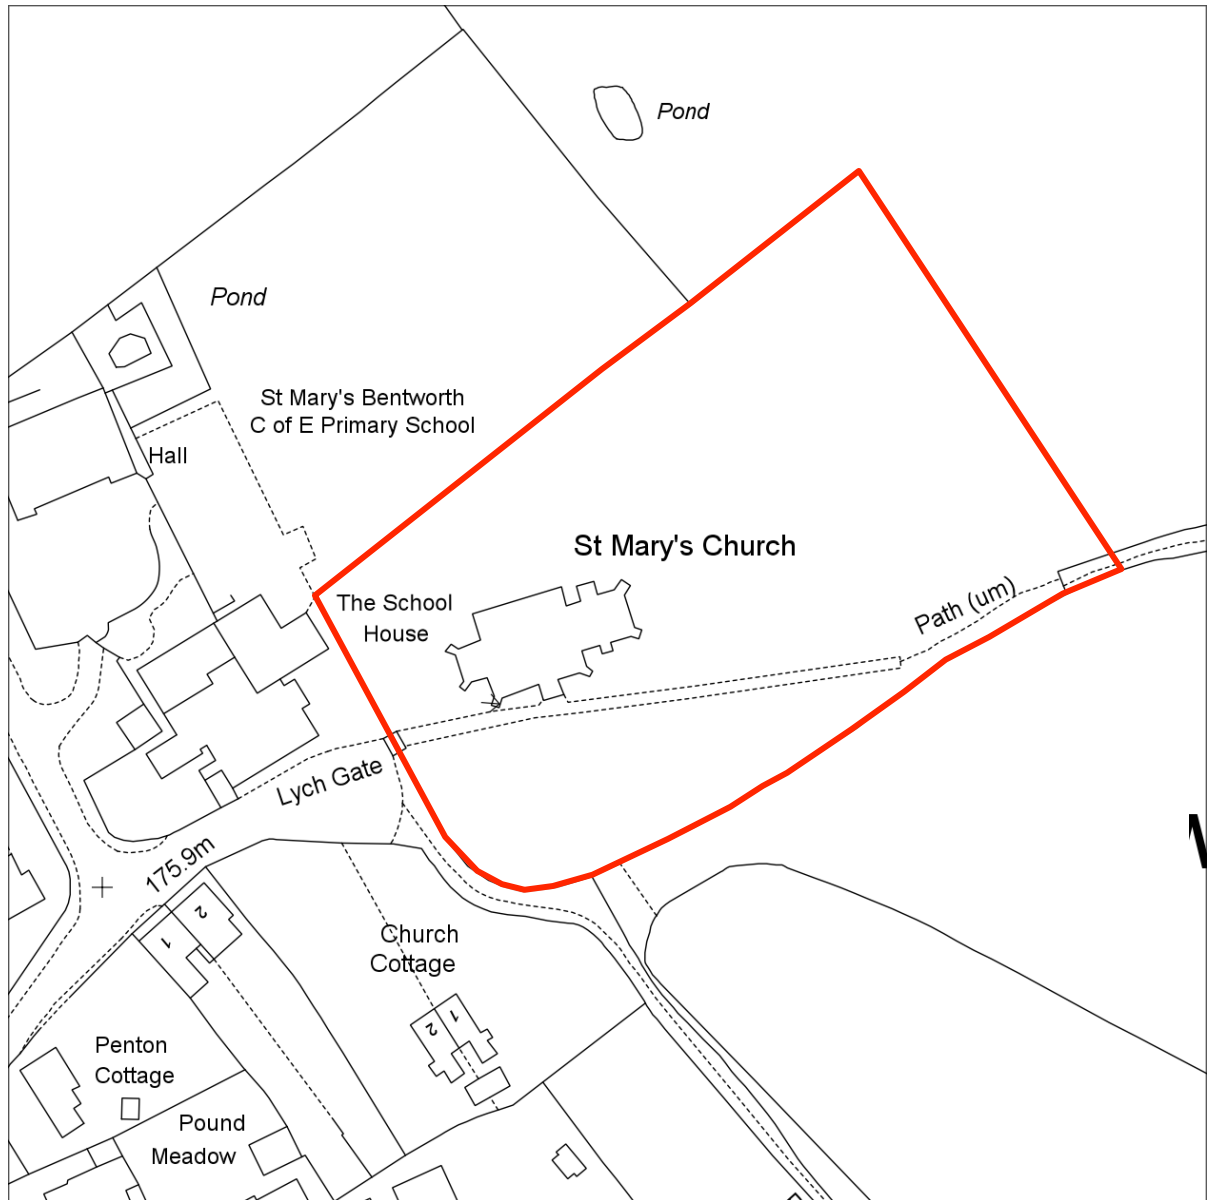 Pond
Pond
St Mary's Bentworth
C of E Primary School
Hall
St Mary's Church
The School
House
Path (um)
Lych Gate
175.9m
2
1
Church
Cottage
1
2
Penton
Cottage
Pound
Meadow